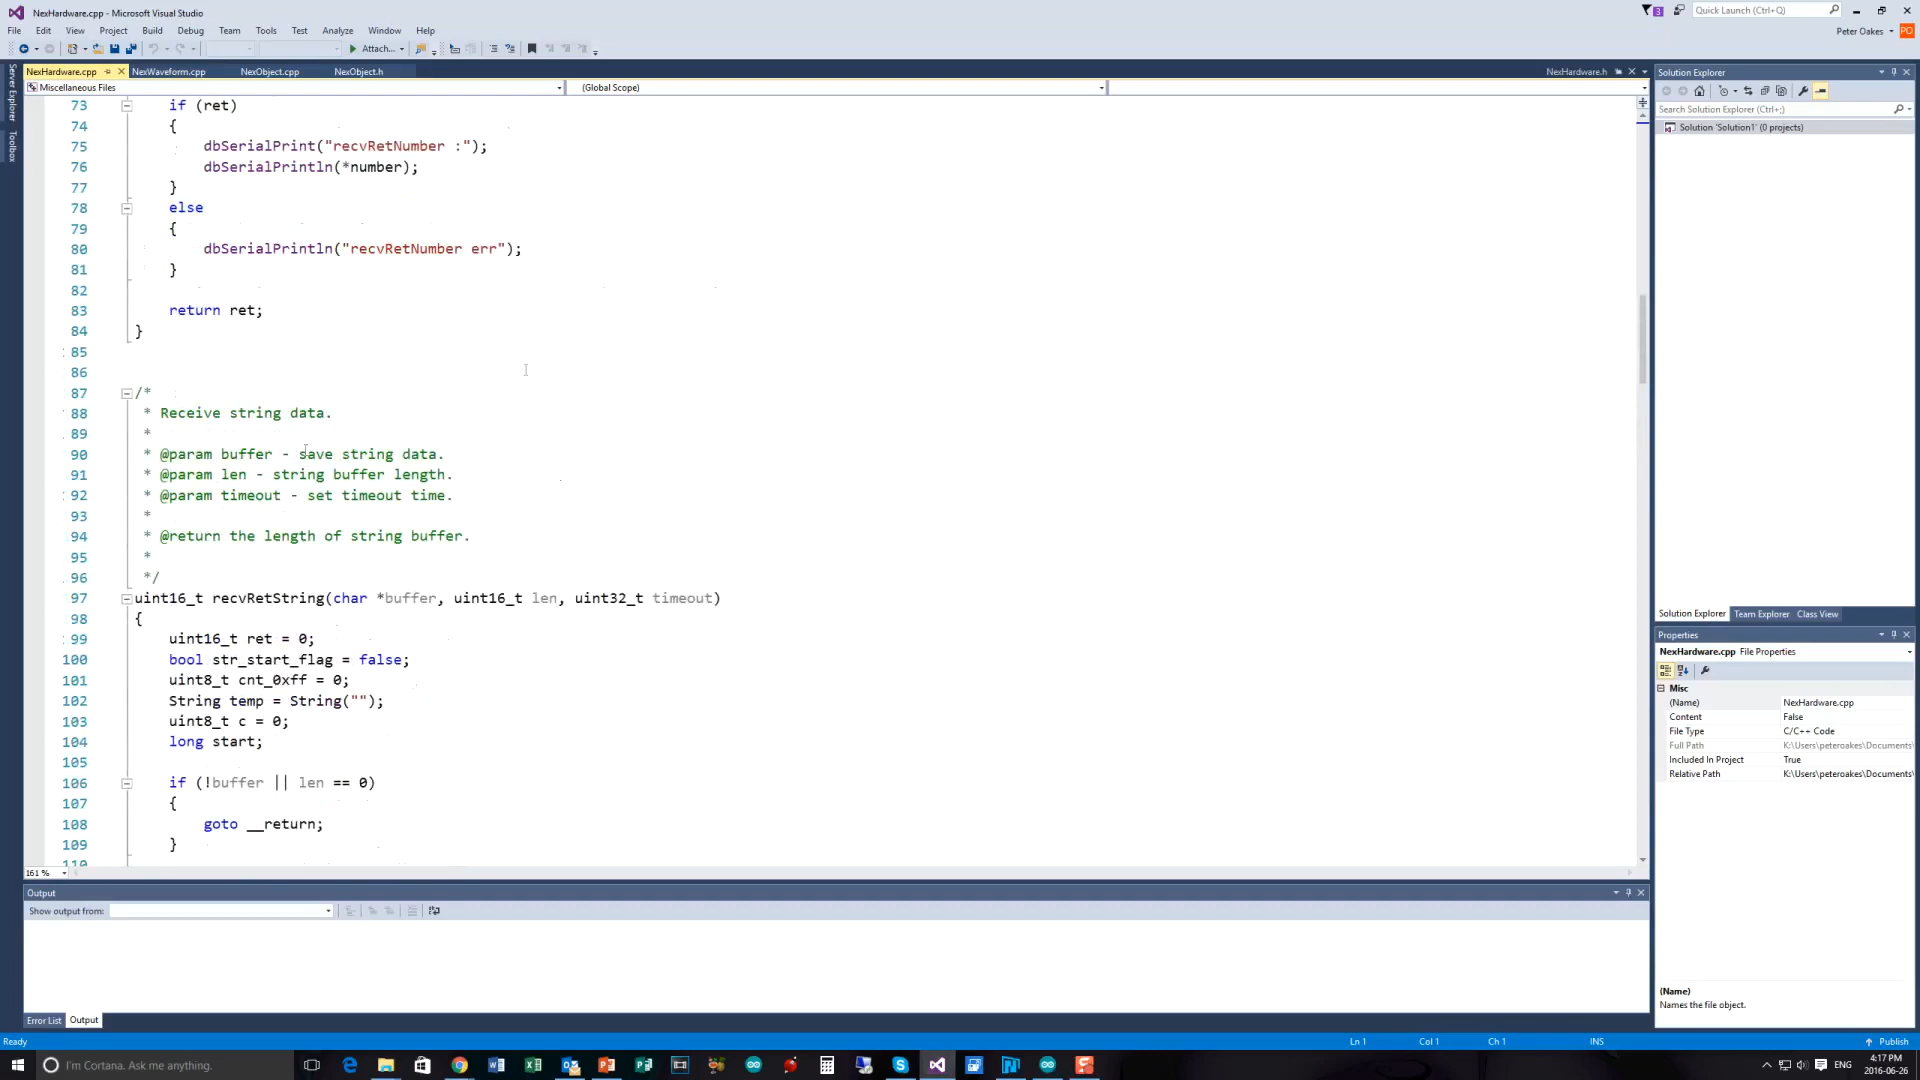 NexHardware.cpp - Microsoft Visual Studio
3
Quick Launch (Ctrl+Q)
File Edit View Project Build Debug Team Tools Test Analyze Window Help
Peter Oakes
PO
Attach...
Server Explorer
Toolbox
NexHardware.cpp
NexWaveform.cpp
NexObject.cpp
NexObject.h
NexHardware.h
Miscellaneous Files
(Global Scope)
73 if (ret)
74 {
75 dbSerialPrint("recvRetNumber :");
76 dbSerialPrintln(*number);
77 }
78 else
79 {
80 dbSerialPrintln("recvRetNumber err");
81 }
82
83 return ret;
84 }
85
86
87 /*
88 * Receive string data.
89 *
90 * @param buffer - save string data.
91 * @param len - string buffer length.
92 * @param timeout - set timeout time.
93 *
94 * @return the length of string buffer.
95 *
96 */
97 uint16_t recvRetString(char *buffer, uint16_t len, uint32_t timeout)
98 {
99 uint16_t ret = 0;
100 bool str_start_flag = false;
101 uint8_t cnt_0xff = 0;
102 String temp = String("");
103 uint8_t c = 0;
104 long start;
105
106 if (!buffer || len == 0)
107 {
108 goto __return;
109 }
110
161 %
Output
Show output from:
Error List Output
Solution Explorer
Search Solution Explorer (Ctrl+;)
Solution 'Solution1' (0 projects)
Solution Explorer Team Explorer Class View
Properties
NexHardware.cpp File Properties
Misc
(Name) NexHardware.cpp
Content False
File Type C/C++ Code
Full Path K:\Users\peteroakes\Documents\
Included In Project True
Relative Path K:\Users\peteroakes\Documents\
(Name)
Names the file object.
Ready
Ln 1
Col 1
Ch 1
INS
Publish
I'm Cortana. Ask me anything.
ENG
4:17 PM
2016-06-26